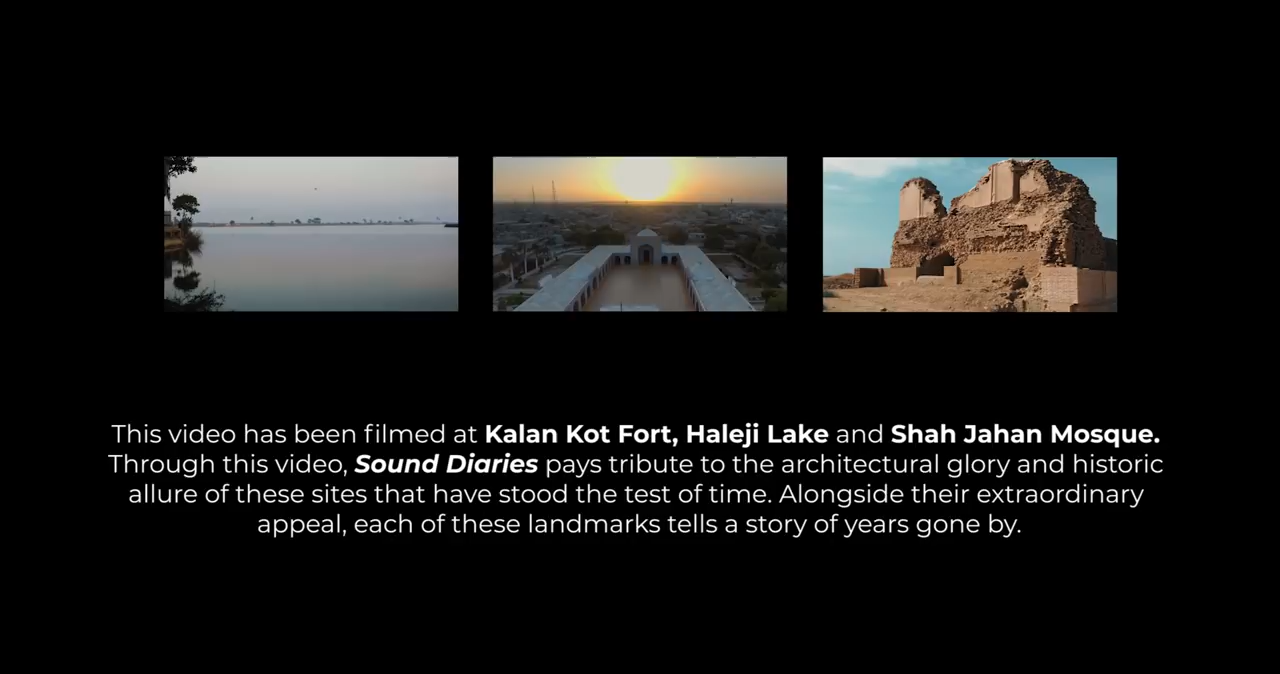 This video has been filmed at Kalan Kot Fort, Haleji Lake and Shah Jahan Mosque.
Through this video, Sound Diaries pays tribute to the architectural glory and historic
allure of these sites that have stood the test of time. Alongside their extraordinary
appeal, each of these landmarks tells a story of years gone by.